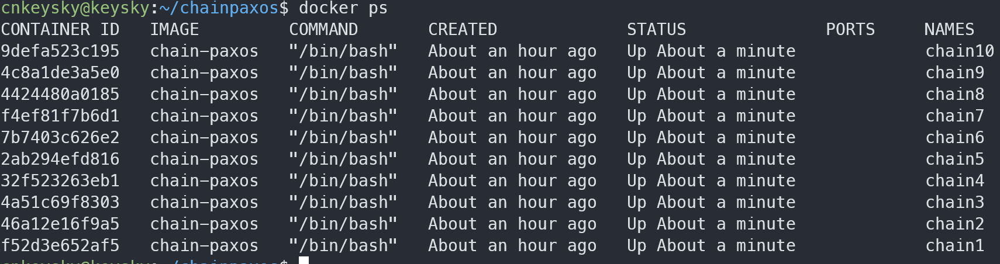 cnkeysky@keysky:~/chainpaxos$ docker ps
CONTAINER ID   IMAGE         COMMAND       CREATED             STATUS              PORTS     NAMES
9defa523c195   chain-paxos   "/bin/bash"   About an hour ago   Up About a minute             chain10
4c8a1de3a5e0   chain-paxos   "/bin/bash"   About an hour ago   Up About a minute             chain9
4424480a0185   chain-paxos   "/bin/bash"   About an hour ago   Up About a minute             chain8
f4ef81f7b6d1   chain-paxos   "/bin/bash"   About an hour ago   Up About a minute             chain7
7b7403c626e2   chain-paxos   "/bin/bash"   About an hour ago   Up About a minute             chain6
2ab294efd816   chain-paxos   "/bin/bash"   About an hour ago   Up About a minute             chain5
32f523263eb1   chain-paxos   "/bin/bash"   About an hour ago   Up About a minute             chain4
4a51c69f8303   chain-paxos   "/bin/bash"   About an hour ago   Up About a minute             chain3
46a12e16f9a5   chain-paxos   "/bin/bash"   About an hour ago   Up About a minute             chain2
f52d3e652af5   chain-paxos   "/bin/bash"   About an hour ago   Up About a minute             chain1
cnkeysky@keysky:~/chainpaxos$